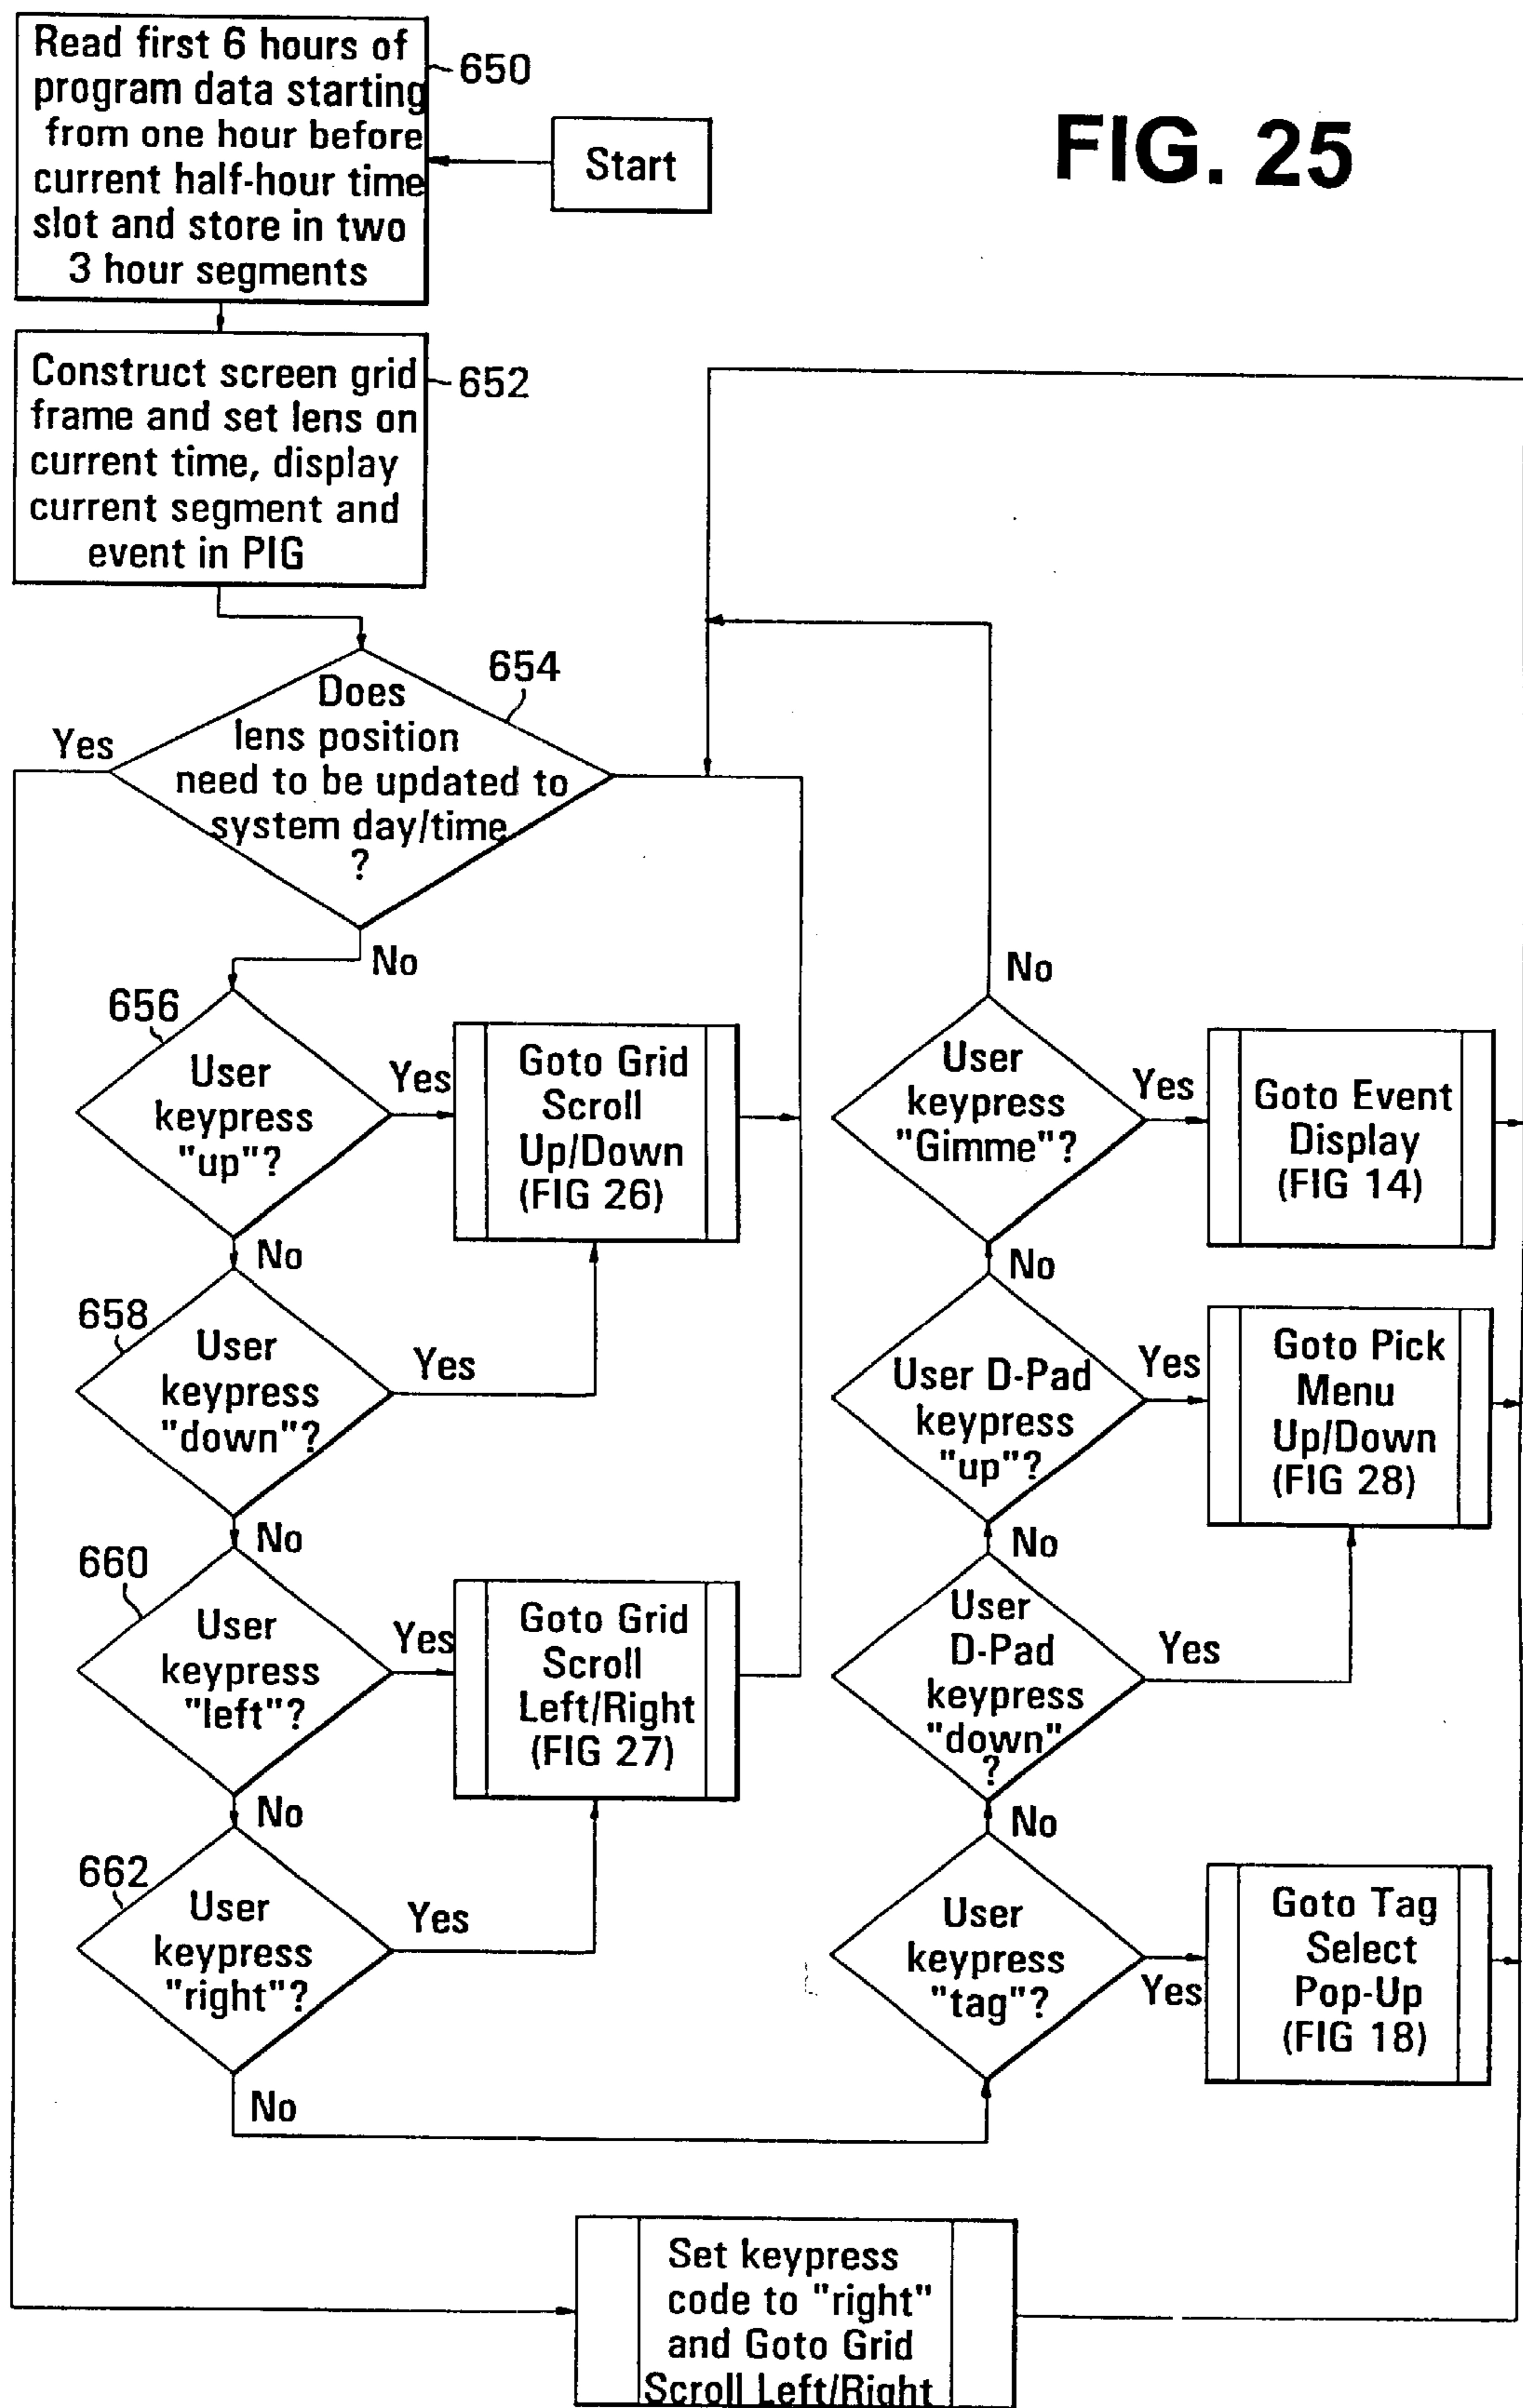 FIG. 25
Start
Read first 6 hours of
program data starting
from one hour before
current half-hour time
slot and store in two
3 hour segments
650
Construct screen grid
frame and set lens on
current time, display
current segment and
event in PIG
652
Does
lens position
need to be updated to
system day/time
?
654
Yes
No
656
User
keypress
"up"?
Yes
Goto Grid
Scroll
Up/Down
(FIG 26)
No
658
User
keypress
"down"?
Yes
No
660
User
keypress
"left"?
Yes
Goto Grid
Scroll
Left/Right
(FIG 27)
No
662
User
keypress
"right"?
Yes
No
No
User
keypress
"Gimme"?
Yes
Goto Event
Display
(FIG 14)
No
User D-Pad
keypress
"up"?
Yes
Goto Pick
Menu
Up/Down
(FIG 28)
No
User
D-Pad
keypress
"down"
?
Yes
No
User
keypress
"tag"?
Yes
Goto Tag
Select
Pop-Up
(FIG 18)
Set keypress
code to "right"
and Goto Grid
Scroll Left/Right